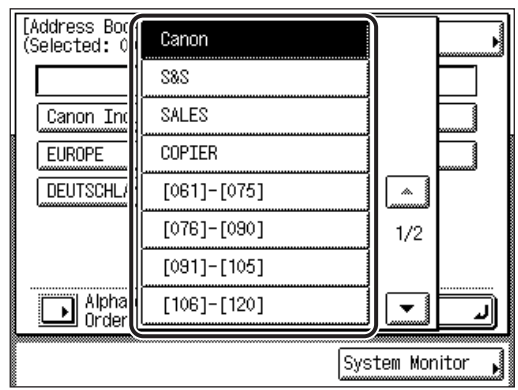 [Address Boo
(Selected: 0
Canon
S&S
Canon Inc
SALES
EUROPE
COPIER
DEUTSCHLA
[061]-[075]
[076]-[090]
1/2
[091]-[105]
[106]-[120]
Alpha
Order
System Monitor